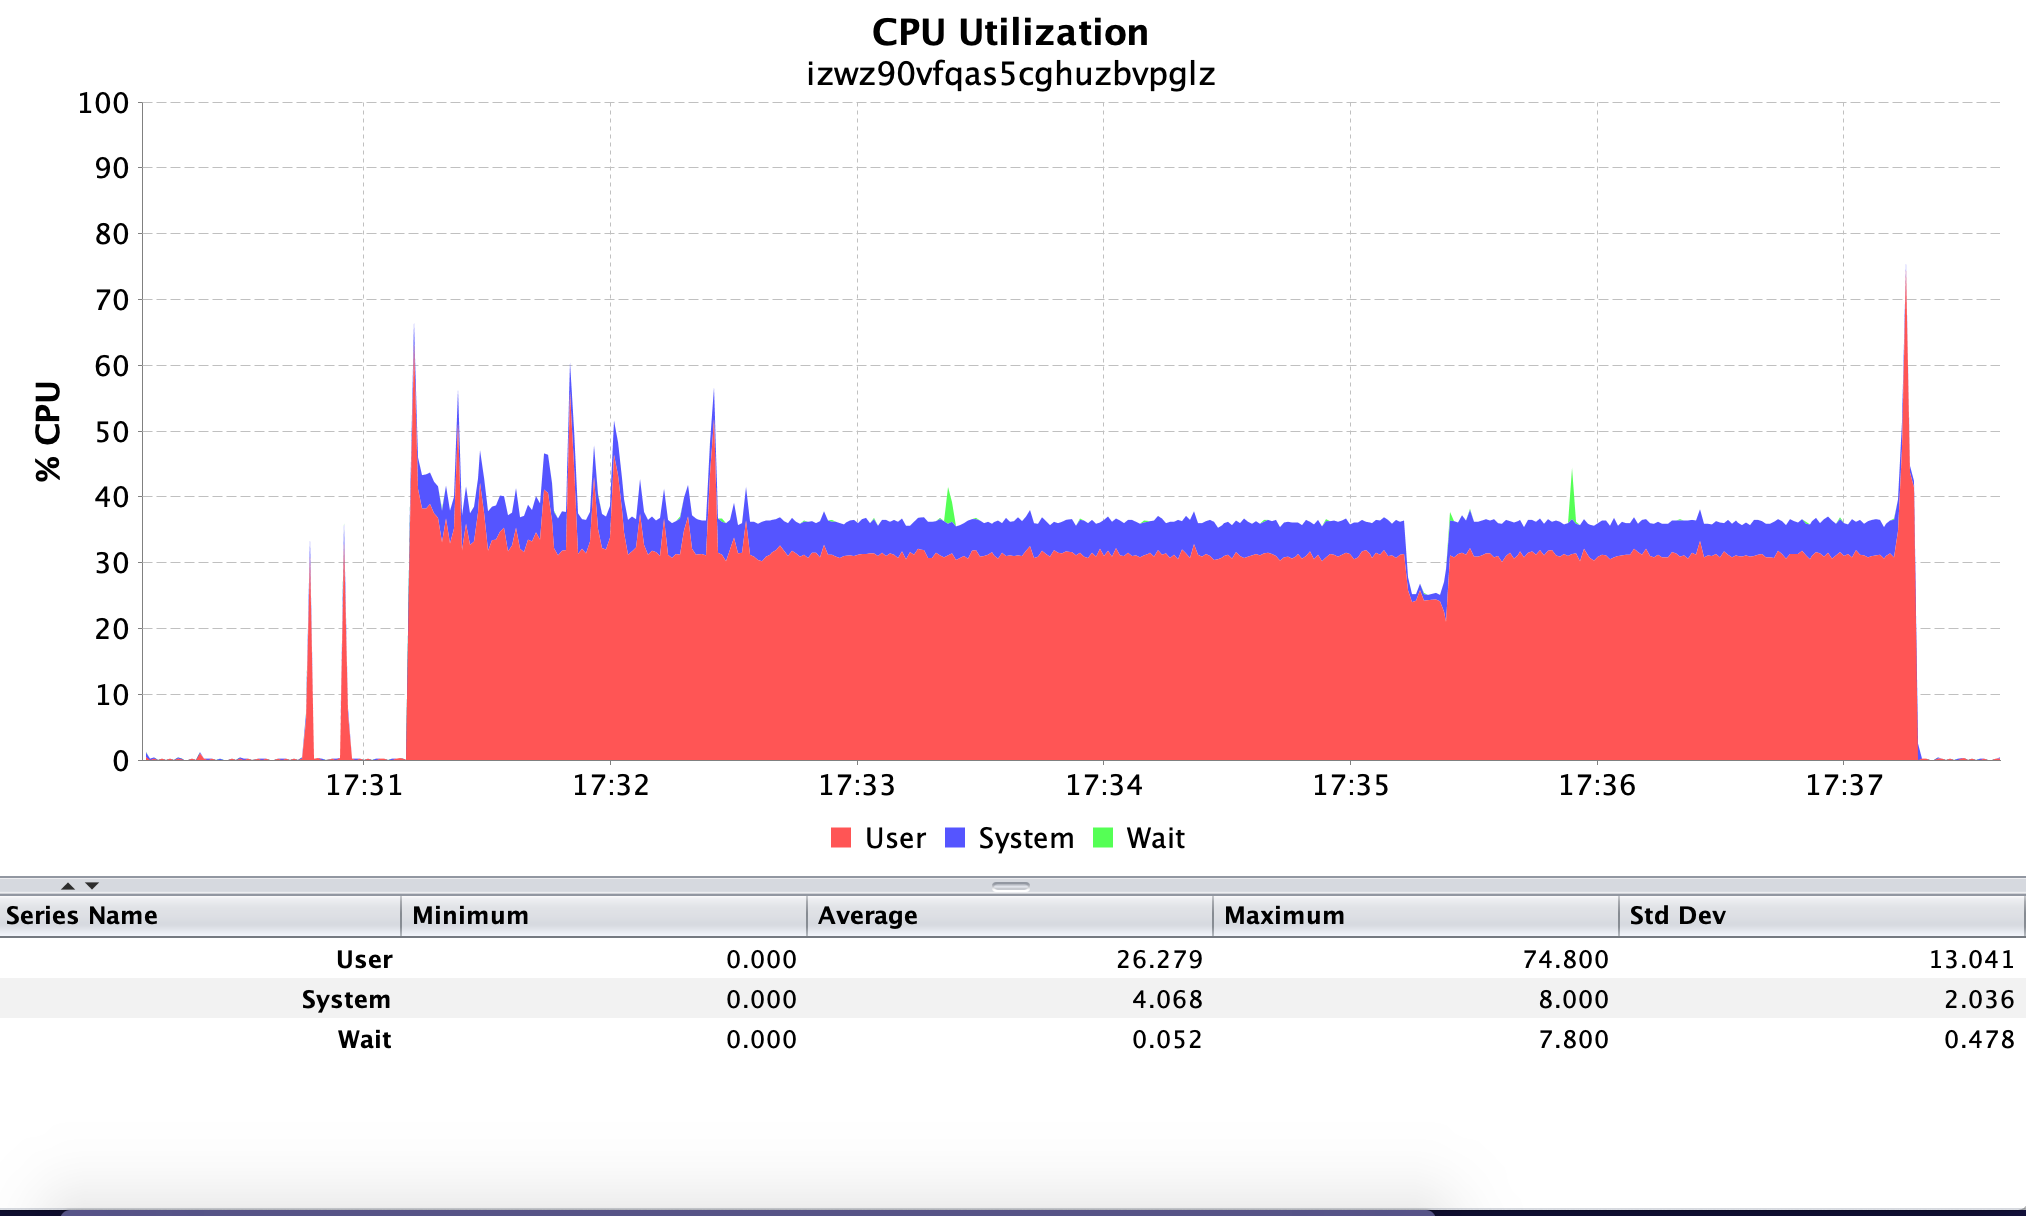 CPU Utilization
izwz90vfqas5cghuzbvpglz
100
90
80
70
60
50
40
30
20
10
0
% CPU
17:31 17:32 17:33 17:34 17:35 17:36 17:37
User System Wait
Series Name Minimum Average Maximum Std Dev
User 0.000 26.279 74.800 13.041
System 0.000 4.068 8.000 2.036
Wait 0.000 0.052 7.800 0.478